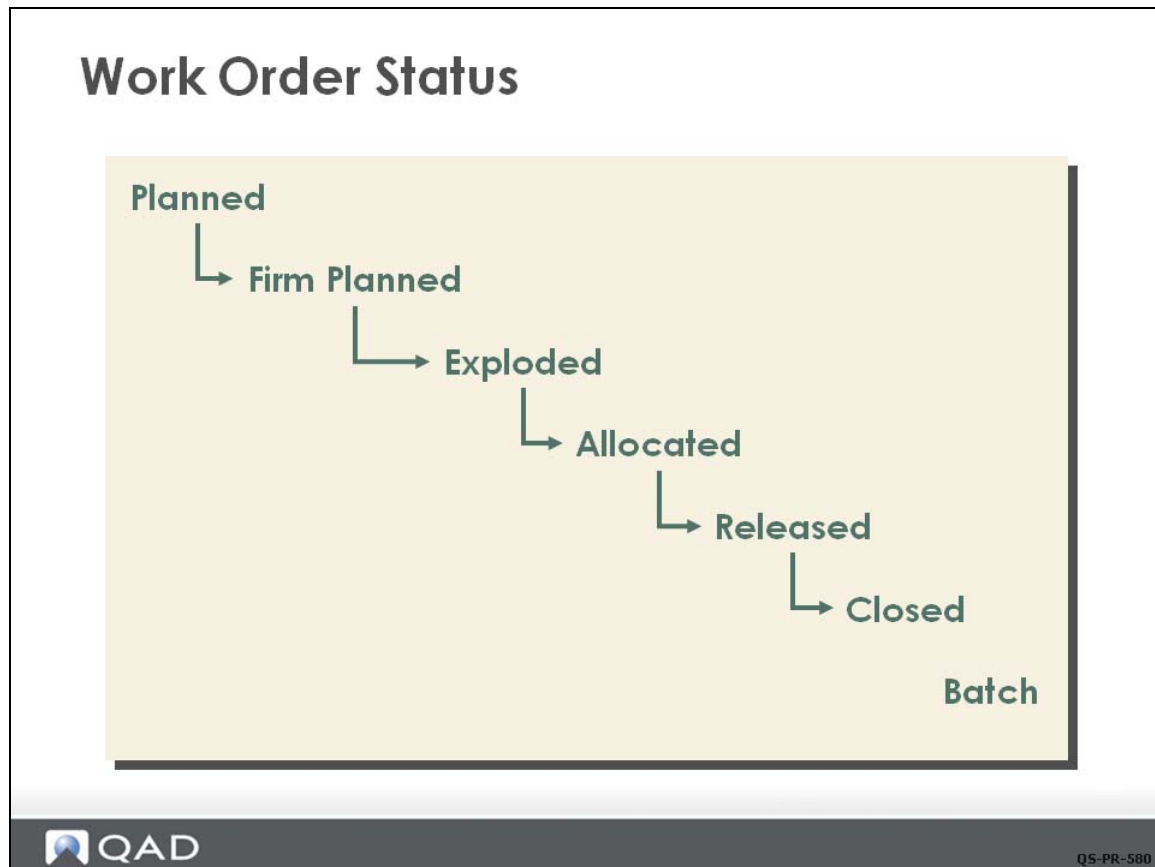 Work Order Status
Planned
Firm Planned
Exploded
Allocated
Released
Closed
Batch
QAD
QS-PR-580